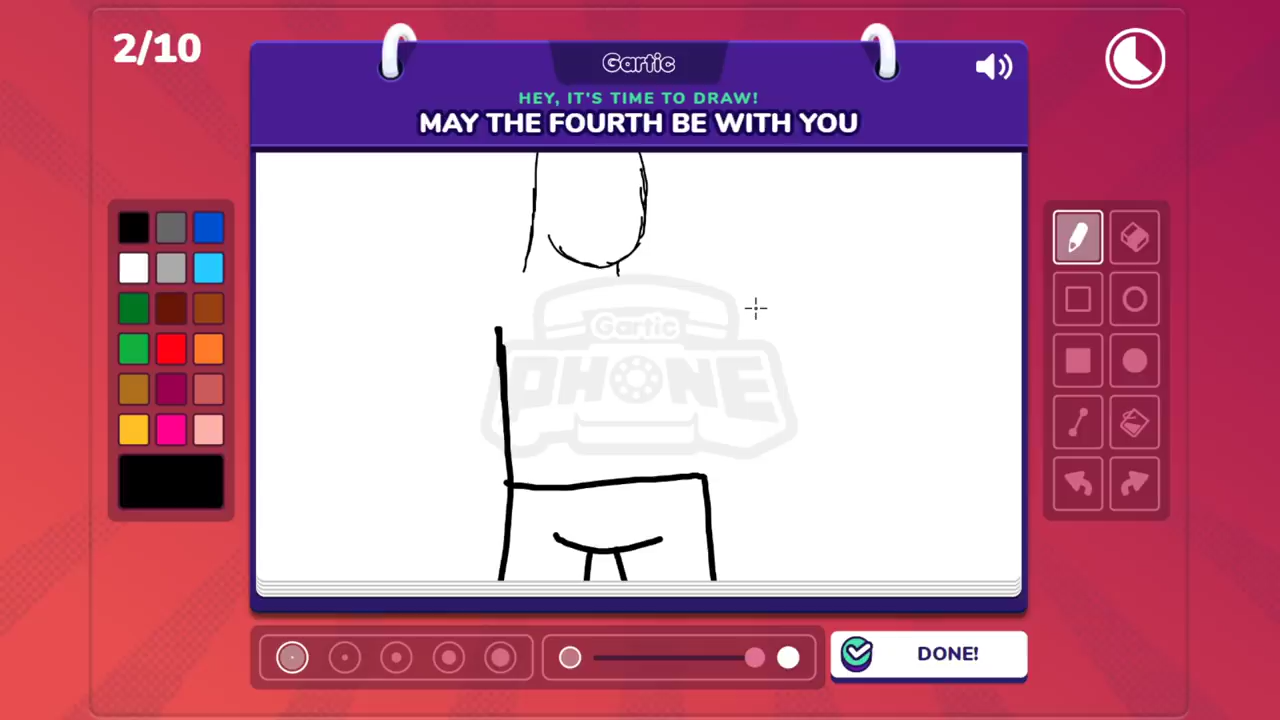 2/10
Gartic
HEY, IT'S TIME TO DRAW!
MAY THE FOURTH BE WITH YOU
Gartic
PHONE
DONE!